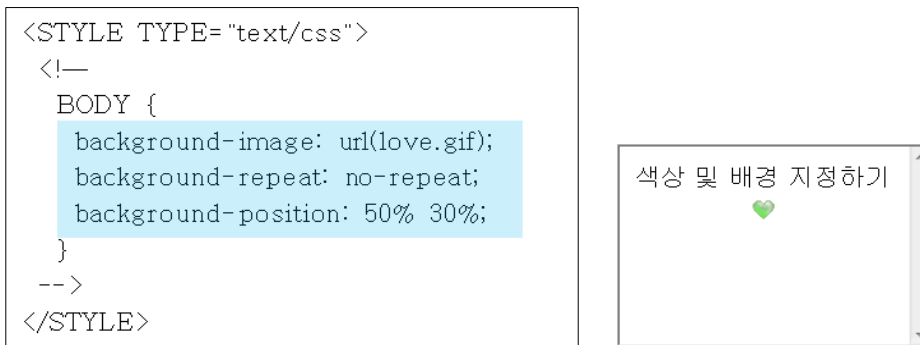 <STYLE TYPE="text/css">
<!—
BODY {
background-image: url(love.gif);
background-repeat: no-repeat;
background-position: 50% 30%;
}
-->
</STYLE>
색상 및 배경 지정하기